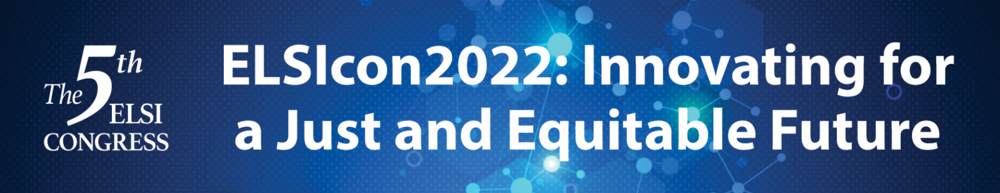 The 5th
ELSI
CONGRESS
ELSIcon2022: Innovating for
a Just and Equitable Future